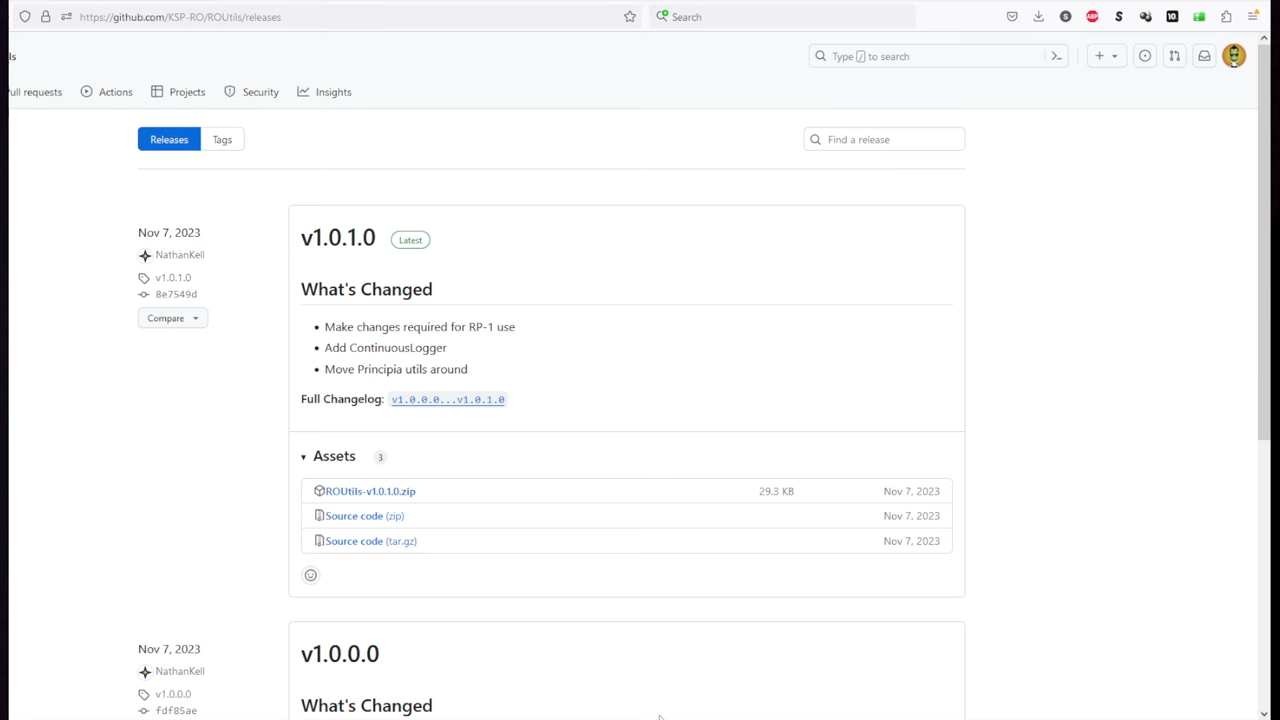 https://github.com/KSP-RO/ROUtils/releases
Search
ABP
S
10
ls
Type / to search
ull requests
Actions
Projects
Security
Insights
Releases
Tags
Find a release
Nov 7, 2023
NathanKell
v1.0.1.0
8e7549d
Compare
v1.0.1.0 Latest
What's Changed
Make changes required for RP-1 use
Add ContinuousLogger
Move Principia utils around
Full Changelog: v1.0.0.0...v1.0.1.0
Assets 3
ROUtils-v1.0.1.0.zip 29.3 KB Nov 7, 2023
Source code (zip) Nov 7, 2023
Source code (tar.gz) Nov 7, 2023
Nov 7, 2023
NathanKell
v1.0.0.0
fdf85ae
v1.0.0.0
What's Changed